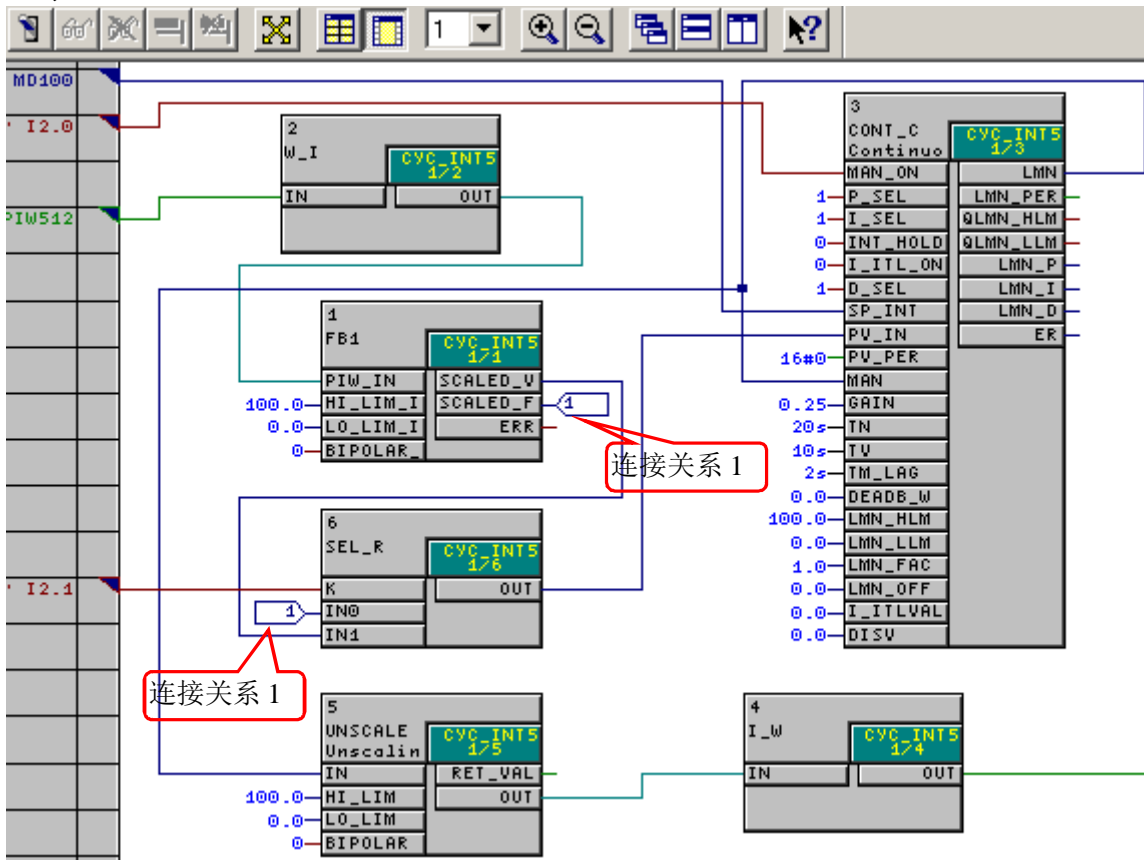 1
MD100
I2.0
PIW512
I2.1
2
W_I
CYC_INT5
1/2
IN
OUT
1
FB1
CYC_INT5
1/1
PIW_IN
SCALED_V
100.0
HI_LIM_I
SCALED_F
1
0.0
LO_LIM_I
ERR
0
BIPOLAR_
连接关系 1
6
SEL_R
CYC_INT5
1/6
K
OUT
1
IN0
IN1
连接关系 1
5
UNSCALE
Unscalin
CYC_INT5
1/5
IN
RET_VAL
100.0
HI_LIM
OUT
0.0
LO_LIM
0
BIPOLAR
3
CONT_C
Continuo
CYC_INT5
1/3
MAN_ON
LMN
1
P_SEL
LMN_PER
1
I_SEL
QLMN_HLM
0
INT_HOLD
QLMN_LLM
0
I_ITL_ON
LMN_P
1
D_SEL
LMN_I
SP_INT
LMN_D
PV_IN
ER
16#0
PV_PER
MAN
0.25
GAIN
20s
TN
10s
TV
2s
TM_LAG
0.0
DEADB_W
100.0
LMN_HLM
0.0
LMN_LLM
1.0
LMN_FAC
0.0
LMN_OFF
0.0
I_ITLVAL
0.0
DISV
4
I_W
CYC_INT5
1/4
IN
OUT